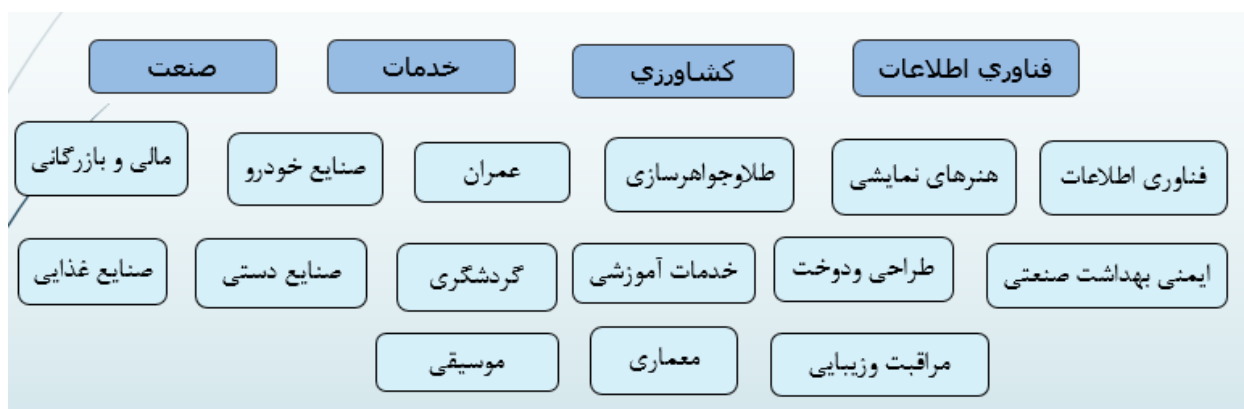 فناوري اطلاعات کشاورزي خدمات صنعت
فناوری اطلاعات هنرهای نمایشی طلاوجواهرسازی عمران صنایع خودرو مالی و بازرگانی
ایمنی بهداشت صنعتی طراحی ودوخت خدمات آموزشی گردشگری صنایع دستی صنایع غذایی
مراقبت وزیبایی معماری موسیقی